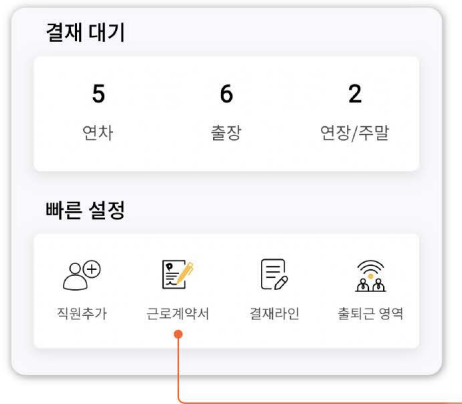 결재 대기
5 6 2
연차 출장 연장/주말
빠른 설정
직원추가 근로계약서 결재라인 출퇴근 영역